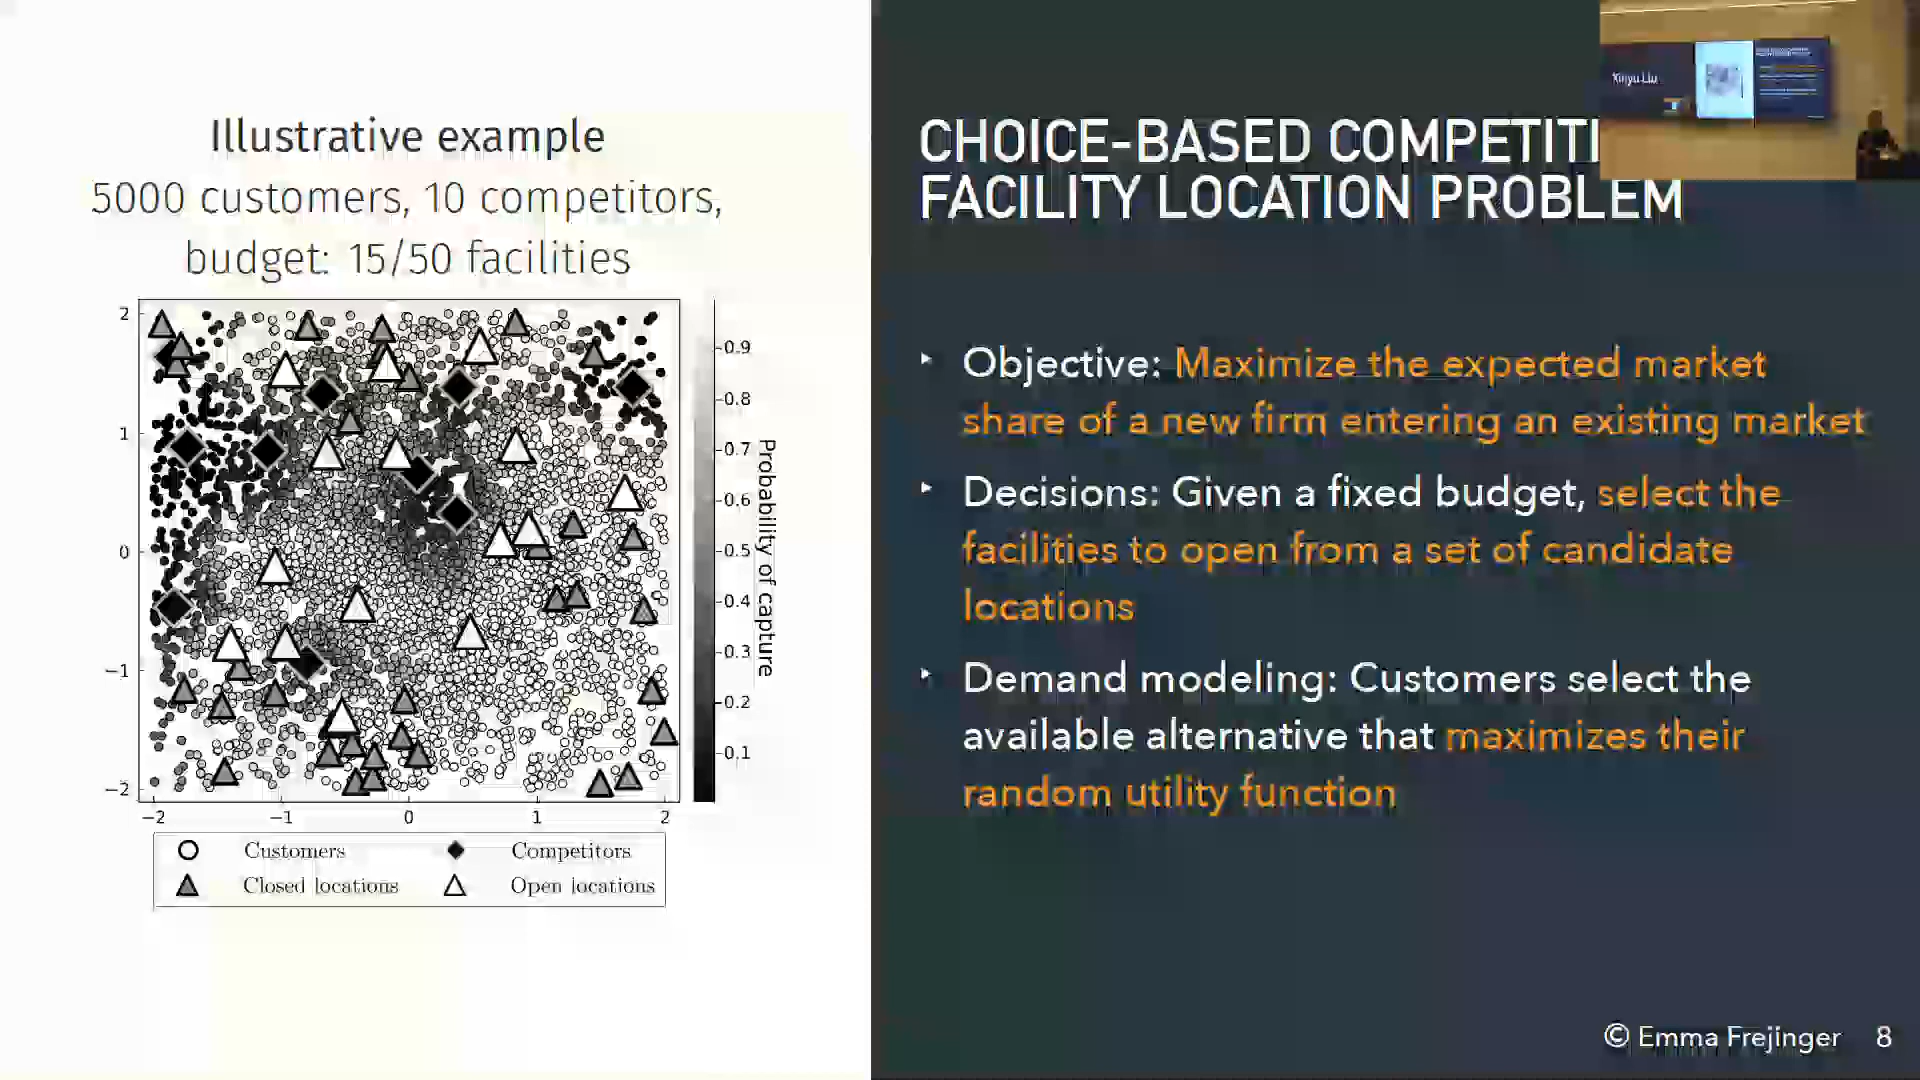 Illustrative example
5000 customers, 10 competitors,
budget: 15/50 facilities
2
1
0
−1
−2
−2
−1
0
1
2
0.9
0.8
0.7
0.6
0.5
0.4
0.3
0.2
0.1
Probability of capture
Customers
Competitors
Closed locations
Open locations
CHOICE-BASED COMPETITI
FACILITY LOCATION PROBLEM
Xinyu Liu
‣ Objective: Maximize the expected market
share of a new firm entering an existing market
‣ Decisions: Given a fixed budget, select the
facilities to open from a set of candidate
locations
‣ Demand modeling: Customers select the
available alternative that maximizes their
random utility function
© Emma Frejinger 8